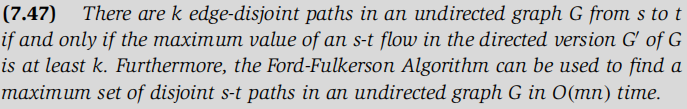 (7.47) There are k edge-disjoint paths in an undirected graph G from s to t
if and only if the maximum value of an s-t flow in the directed version G′ of G
is at least k. Furthermore, the Ford-Fulkerson Algorithm can be used to find a
maximum set of disjoint s-t paths in an undirected graph G in O(mn) time.